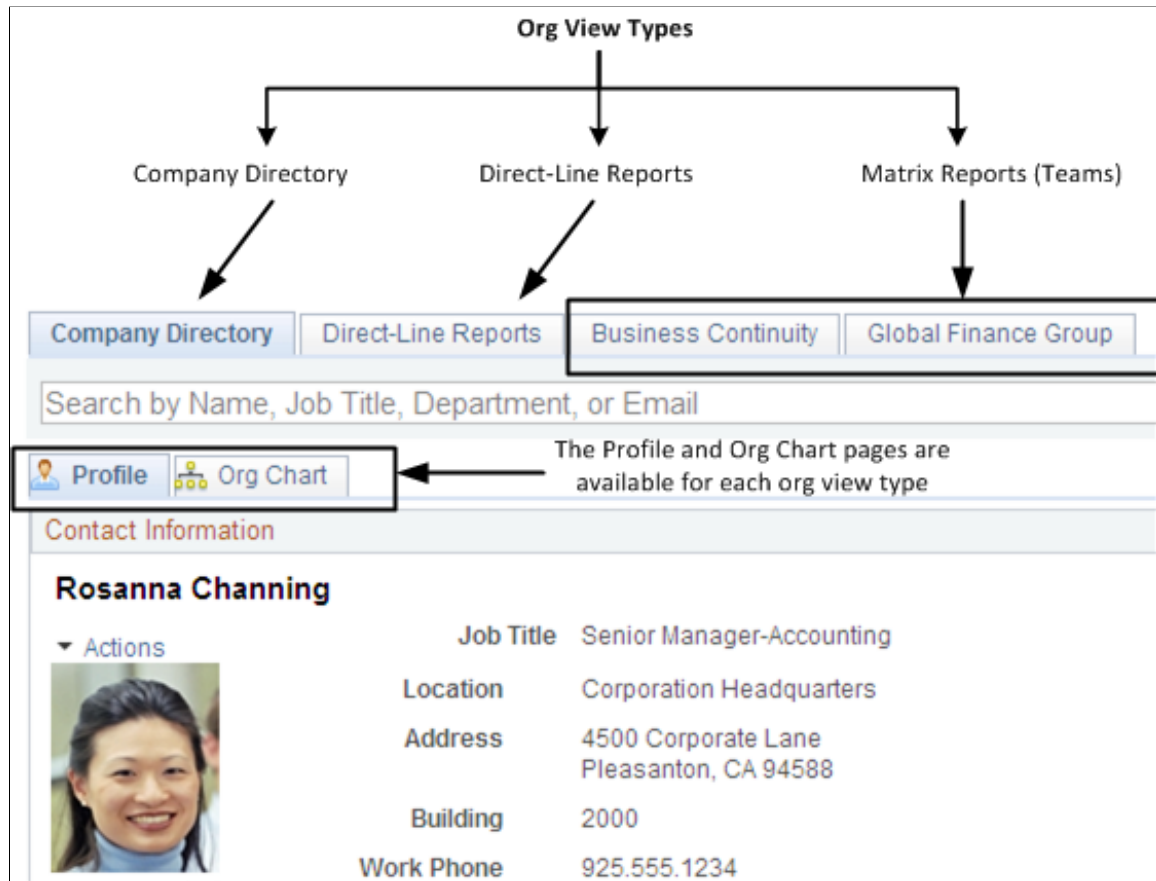 Org View Types
Company Directory
Direct-Line Reports
Matrix Reports (Teams)
Company Directory
Direct-Line Reports
Business Continuity
Global Finance Group
Search by Name, Job Title, Department, or Email
Profile
Org Chart
The Profile and Org Chart pages are
available for each org view type
Contact Information
Rosanna Channing
Actions
Job Title Senior Manager-Accounting
Location Corporation Headquarters
Address 4500 Corporate Lane
Pleasanton, CA 94588
Building 2000
Work Phone 925.555.1234